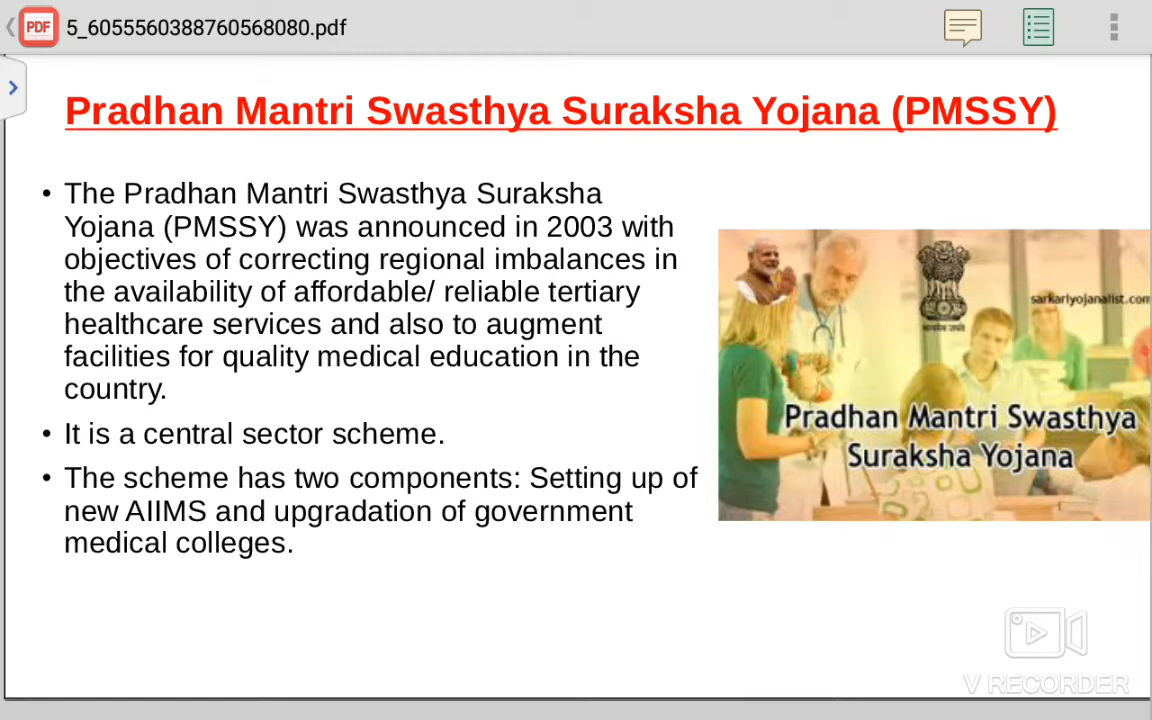 PDF 5_6055560388760568080.pdf
Pradhan Mantri Swasthya Suraksha Yojana (PMSSY)
• The Pradhan Mantri Swasthya Suraksha
Yojana (PMSSY) was announced in 2003 with
objectives of correcting regional imbalances in
the availability of affordable/ reliable tertiary
healthcare services and also to augment
facilities for quality medical education in the
country.
• It is a central sector scheme.
• The scheme has two components: Setting up of
new AIIMS and upgradation of government
medical colleges.
sarkariyojanalist.com
Pradhan Mantri Swasthya
Suraksha Yojana
V RECORDER